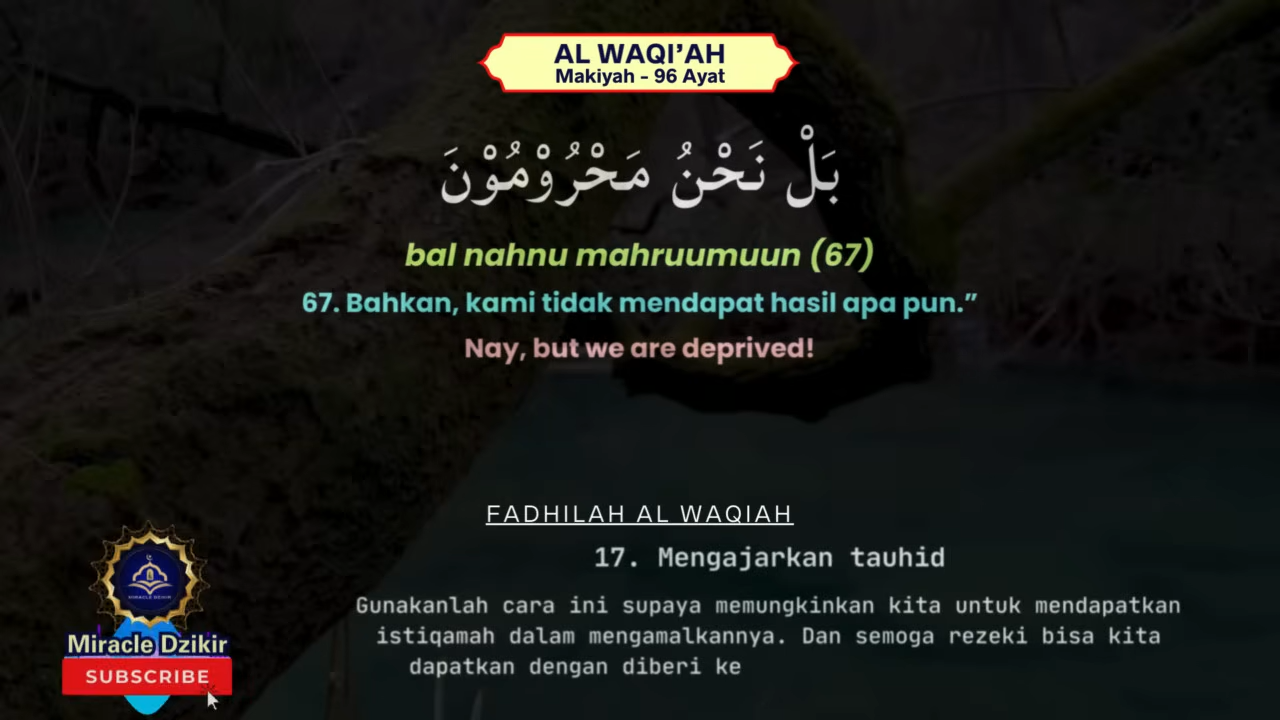 AL WAQI’AH
Makiyah - 96 Ayat
بَلْ نَحْنُ مَحْرُوْمُوْنَ
bal nahnu mahruumuun (67)
67. Bahkan, kami tidak mendapat hasil apa pun.”
Nay, but we are deprived!
FADHILAH AL WAQIAH
17. Mengajarkan tauhid
Gunakanlah cara ini supaya memungkinkan kita untuk mendapatkan
istiqamah dalam mengamalkannya. Dan semoga rezeki bisa kita
dapatkan dengan diberi ke
MIRACLE DZIKIR
Miracle Dzikir
SUBSCRIBE